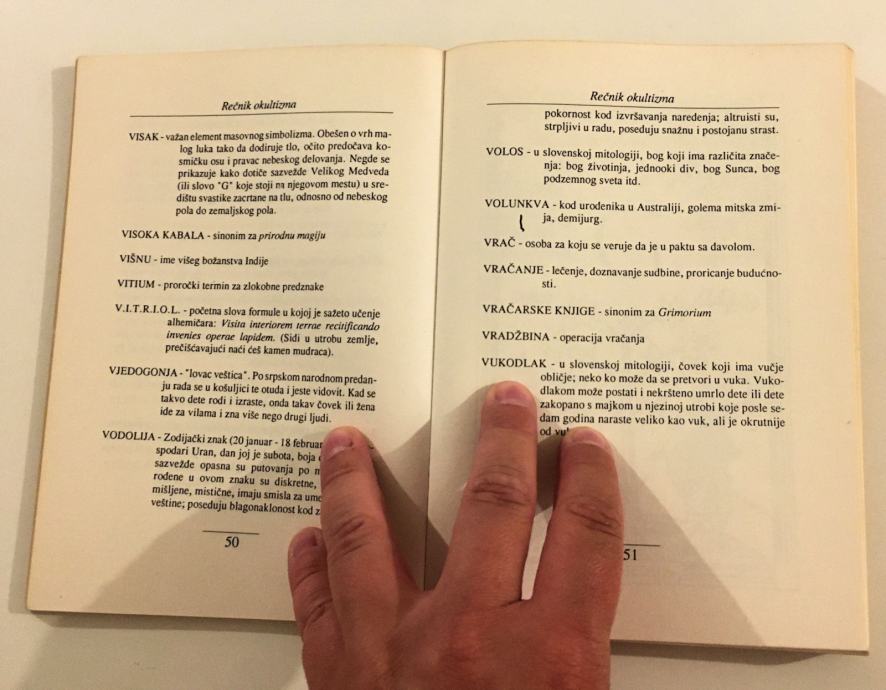 Rečnik okultizma
VISAK - važan element masovnog simbolizma. Obešen o vrh ma-
log luka tako da dodiruje tlo, očito predočava ko-
smičku osu i pravac nebeskog delovanja. Negde se
prikazuje kako dotiče sazvežđe Velikog Medveda
(ili slovo "G" koje stoji na njegovom mestu) u sre-
dištu svastike zacrtane na tlu, odnosno od nebeskog
pola do zemaljskog pola.
VISOKA KABALA - sinonim za prirodnu magiju
VIŠNU - ime višeg božanstva Indije
VITIUM - proročki termin za zlokobne predznake
V.I.T.R.I.O.L. - početna slova formule u kojoj je sažeto učenje
alhemičara: Visita interiorem terrae recitificando
invenies operae lapidem. (Siđi u utrobu zemlje,
prečišćavajući naći ćeš kamen mudraca).
VJEDOGONJA - "lovac veštica". Po srpskom narodnom predan-
ju rađa se u košuljici te otuda i jeste vidovit. Kad se
takvo dete rodi i izraste, onda takav čovek ili žena
ide za vilama i zna više nego drugi ljudi.
VODOLIJA - Zodijački znak (20 januar - 18 februar
spodari Uran, dan joj je subota, boja
sazvežđe opasna su putovanja po
rođene u ovom znaku su diskretne,
mišljene, mistične, imaju smisla za
veštine; poseduju blagonaklonost kod
50
Rečnik okultizma
pokornost kod izvršavanja naređenja; altruisti su,
strpljivi u radu, poseduju snažnu i postojanu strast.
VOLOS - u slovenskoj mitologiji, bog koji ima različita znače-
nja: bog životinja, jednooki div, bog Sunca, bog
podzemnog sveta itd.
VOLUNKVA - kod urođenika u Australiji, golema mitska zmi-
ja, demijurg.
VRAČ - osoba za koju se veruje da je u paktu sa đavolom.
VRAČANJE - lečenje, doznavanje sudbine, proricanje budućno-
sti.
VRAČARSKE KNJIGE - sinonim za Grimorium
VRADŽBINA - operacija vračanja
VUKODLAK - u slovenskoj mitologiji, čovek koji ima vučje
obličje; neko ko može da se pretvori u vuka. Vuko-
dlakom može postati i nekršteno umrlo dete ili dete
zakopano s majkom u njezinoj utrobi koje posle se-
dam godina naraste veliko kao vuk, ali je okrutnije
od
51